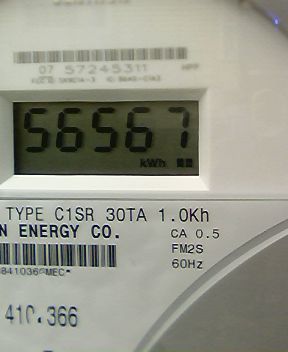 07 57245311
56567
kWh
TYPE C1SR 30TA 1.0Kh
N ENERGY CO.
CA 0.5
FM2S
60Hz
410.366